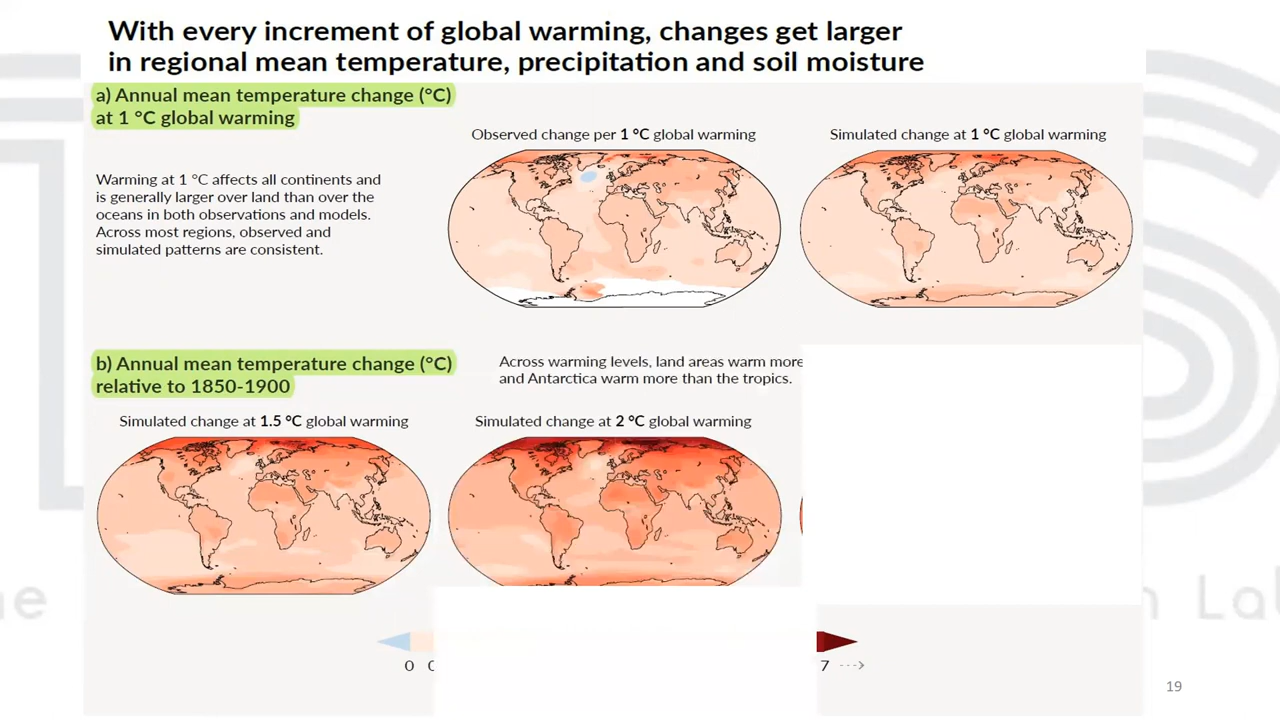 With every increment of global warming, changes get larger
in regional mean temperature, precipitation and soil moisture
a) Annual mean temperature change (°C)
at 1 °C global warming
Warming at 1 °C affects all continents and
is generally larger over land than over the
oceans in both observations and models.
Across most regions, observed and
simulated patterns are consistent.
Observed change per 1 °C global warming
Simulated change at 1 °C global warming
b) Annual mean temperature change (°C)
relative to 1850-1900
Across warming levels, land areas warm more
and Antarctica warm more than the tropics.
Simulated change at 1.5 °C global warming
Simulated change at 2 °C global warming
0
7
19